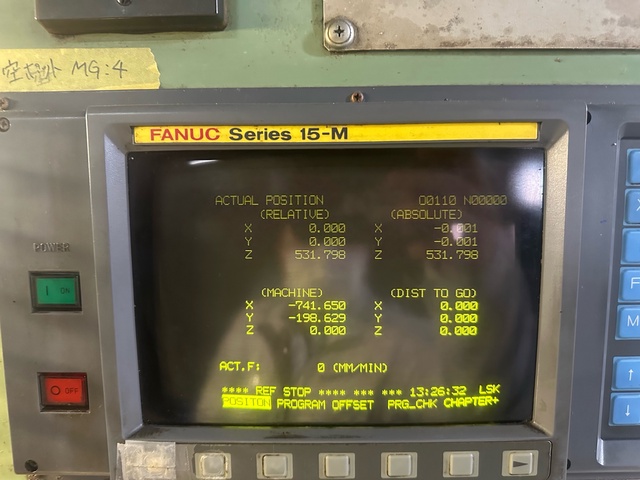 空ポット MG:4
FANUC Series 15-M
ACTUAL POSITION O0110 N00000
(RELATIVE) (ABSOLUTE)
X 0.000 X -0.001
Y 0.000 Y -0.001
Z 531.798 Z 531.798
(MACHINE) (DIST TO GO)
X -741.650 X 0.000
Y -198.629 Y 0.000
Z 0.000 Z 0.000
ACT.F: 0 (MM/MIN)
**** REF STOP **** *** *** 13:26:32 LSK
POSITION PROGRAM OFFSET PRG_CHK CHAPTER+
POWER
I ON
O OFF
F
M